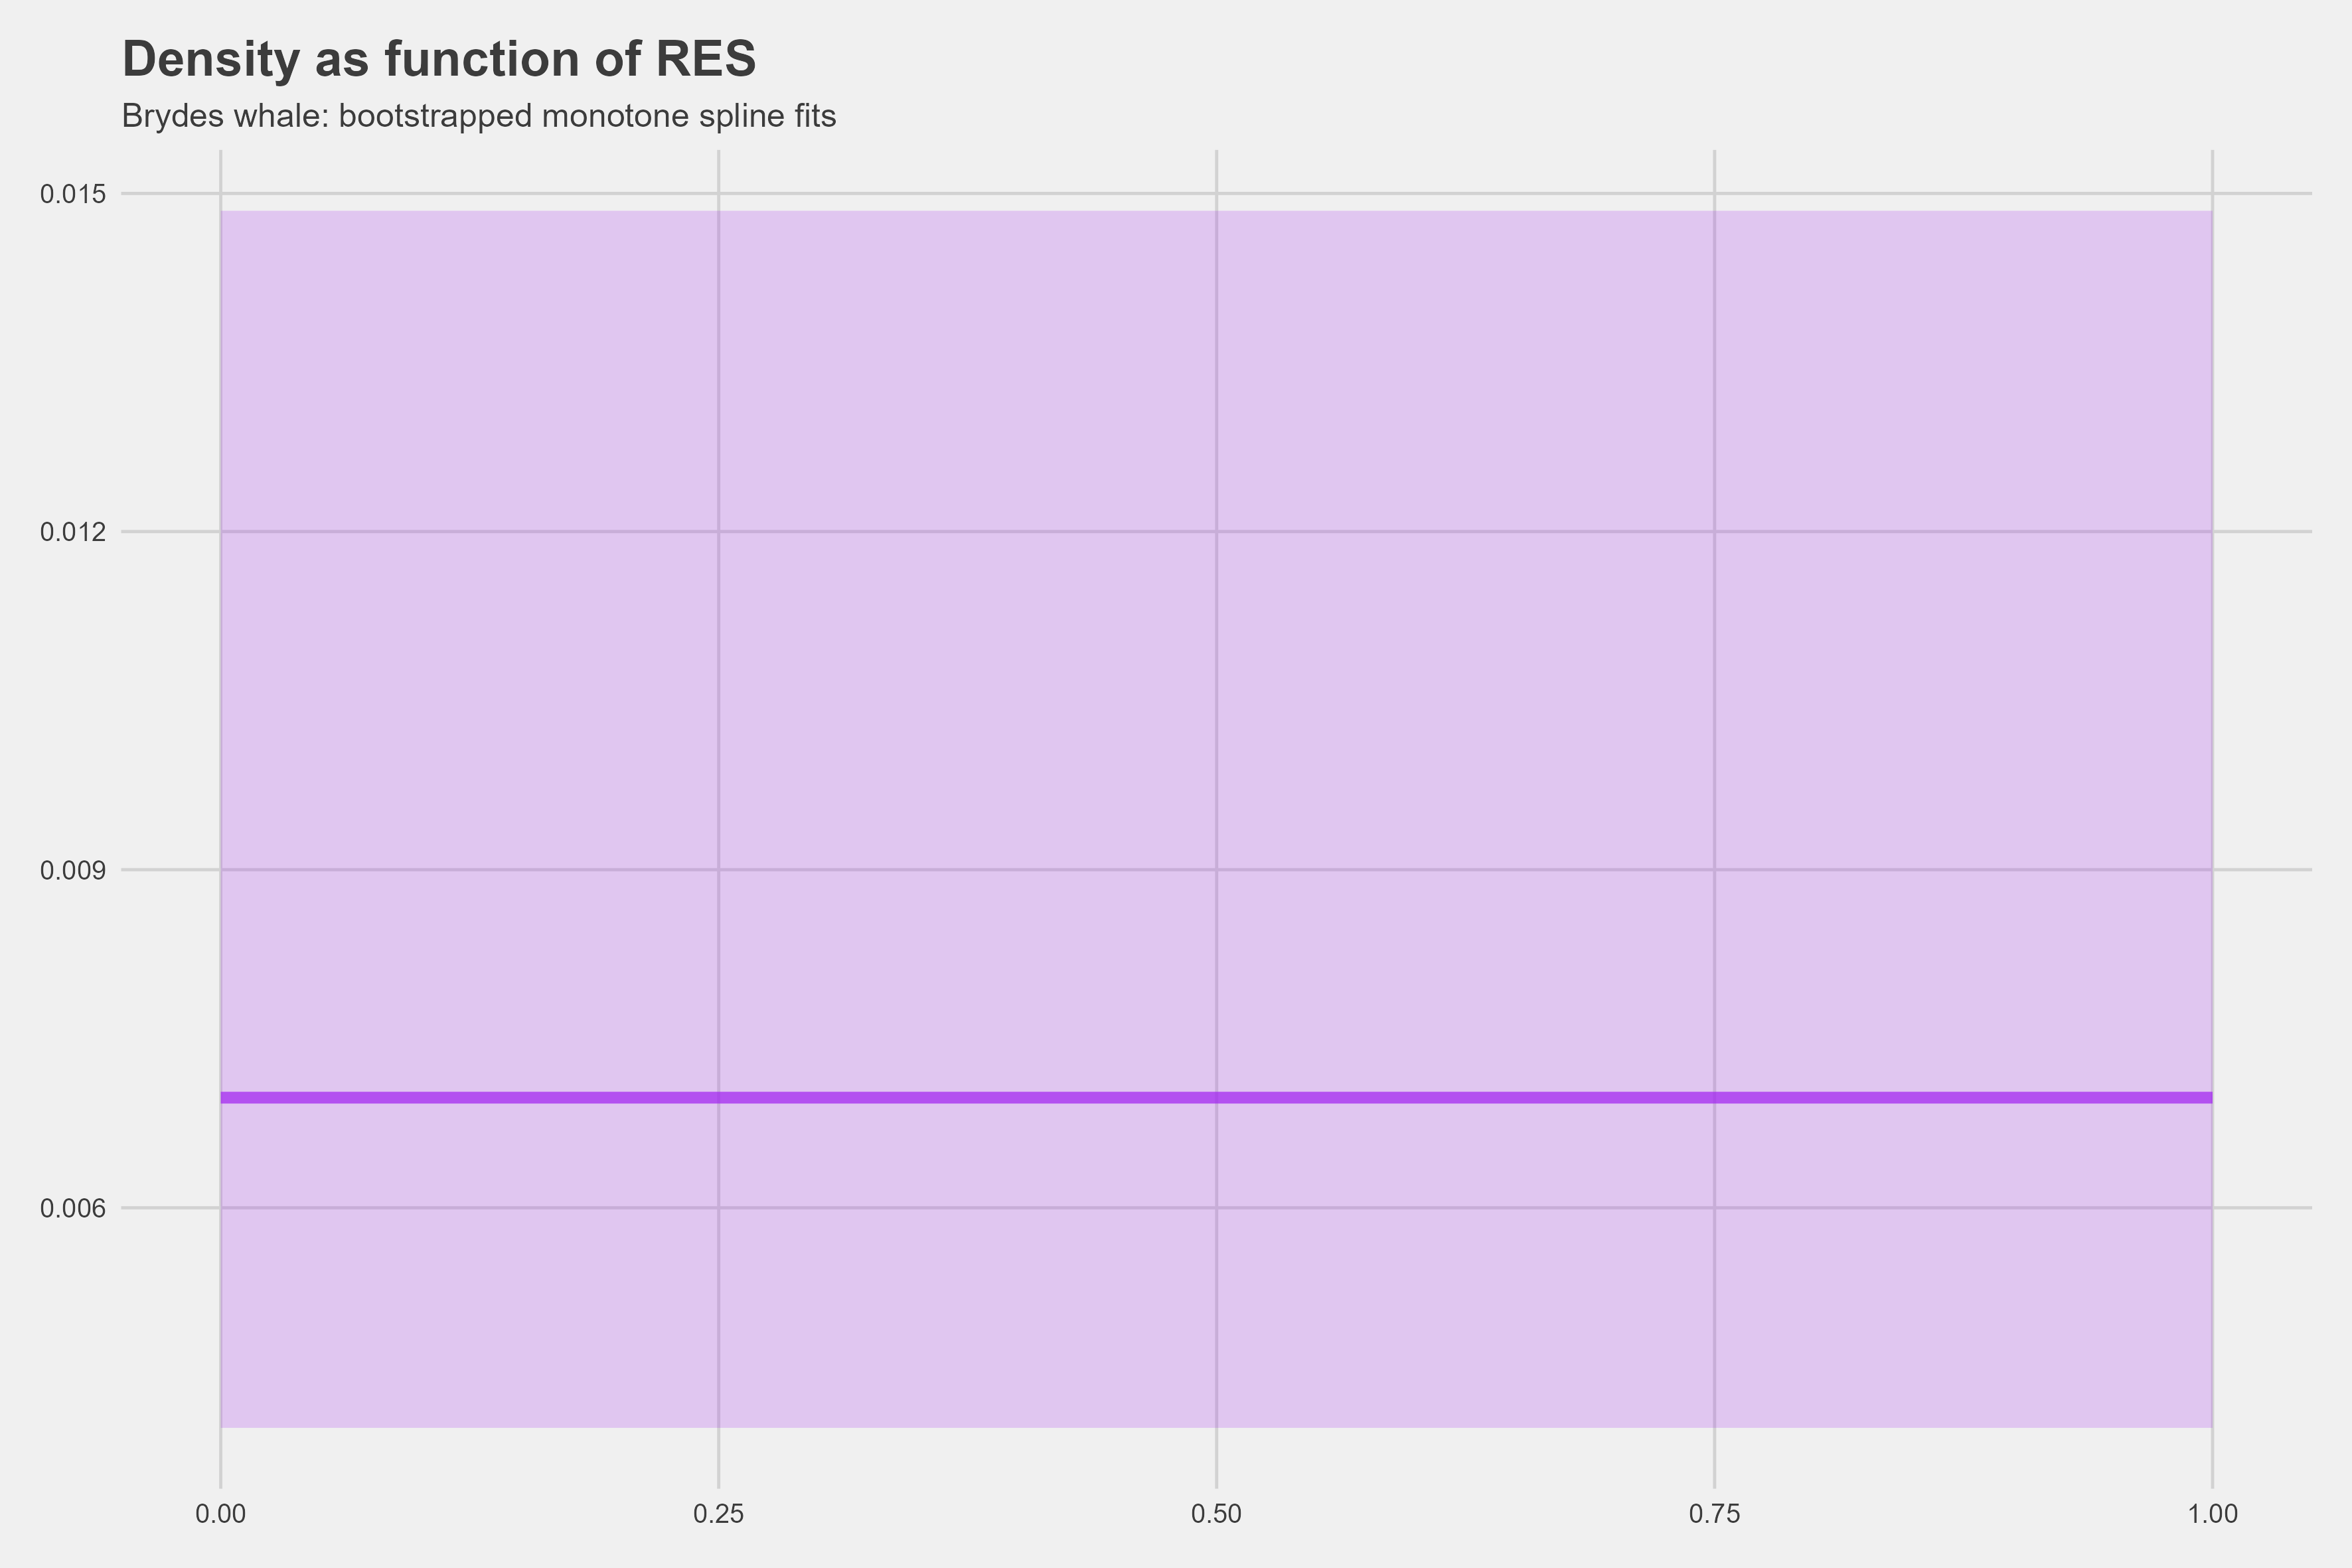 Density as function of RES
Brydes whale: bootstrapped monotone spline fits
0.015
0.012
0.009
0.006
0.00 0.25 0.50 0.75 1.00